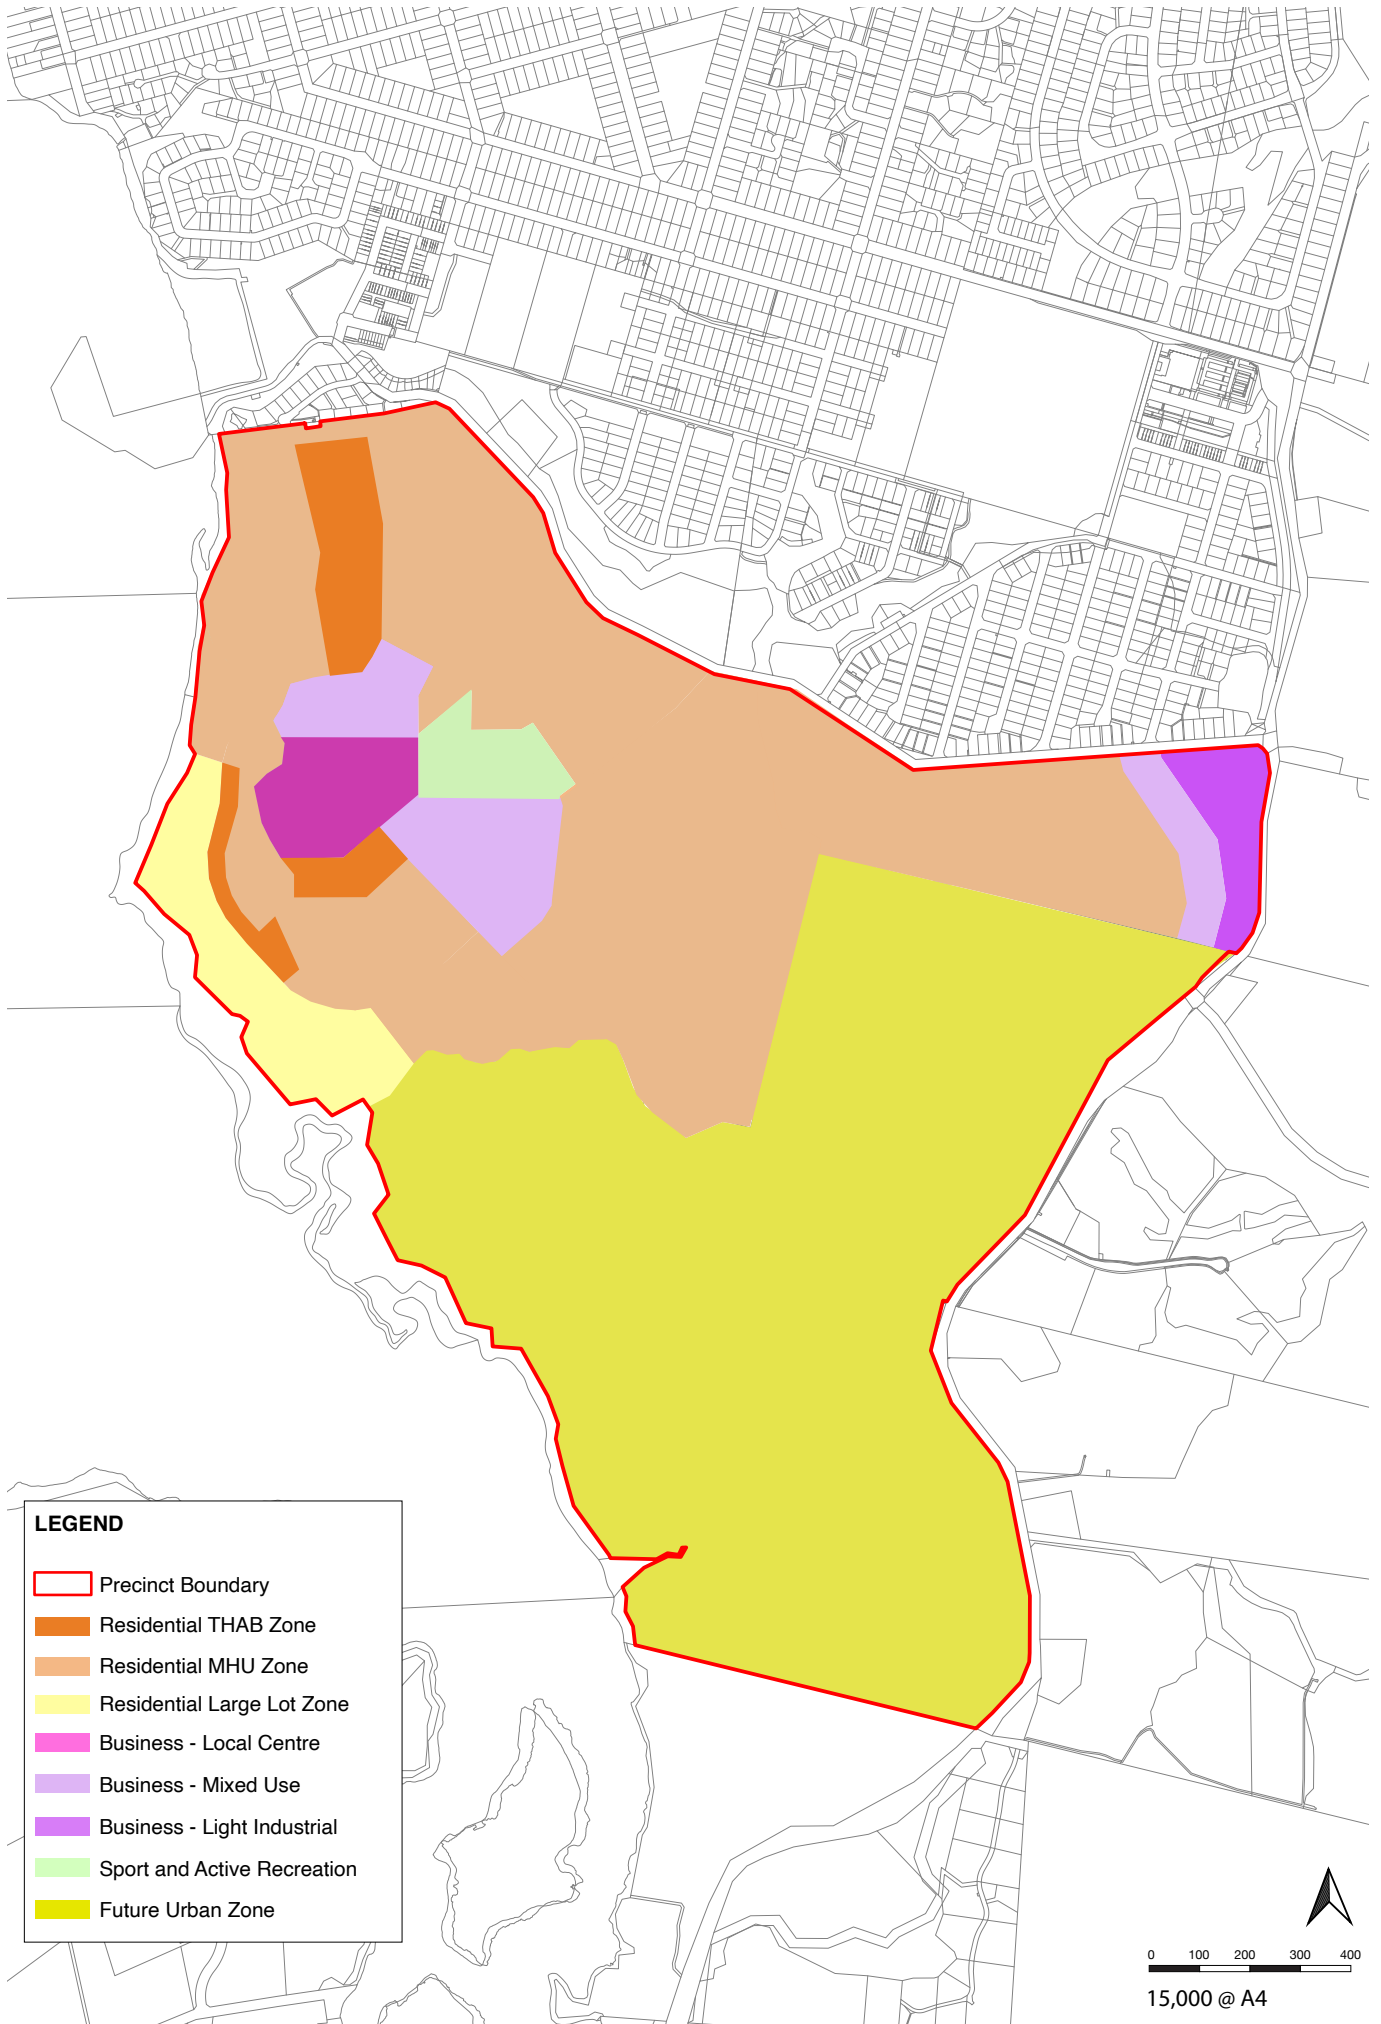 LEGEND
Precinct Boundary
Residential THAB Zone
Residential MHU Zone
Residential Large Lot Zone
Business - Local Centre
Business - Mixed Use
Business - Light Industrial
Sport and Active Recreation
Future Urban Zone
0 100 200 300 400
15,000 @ A4